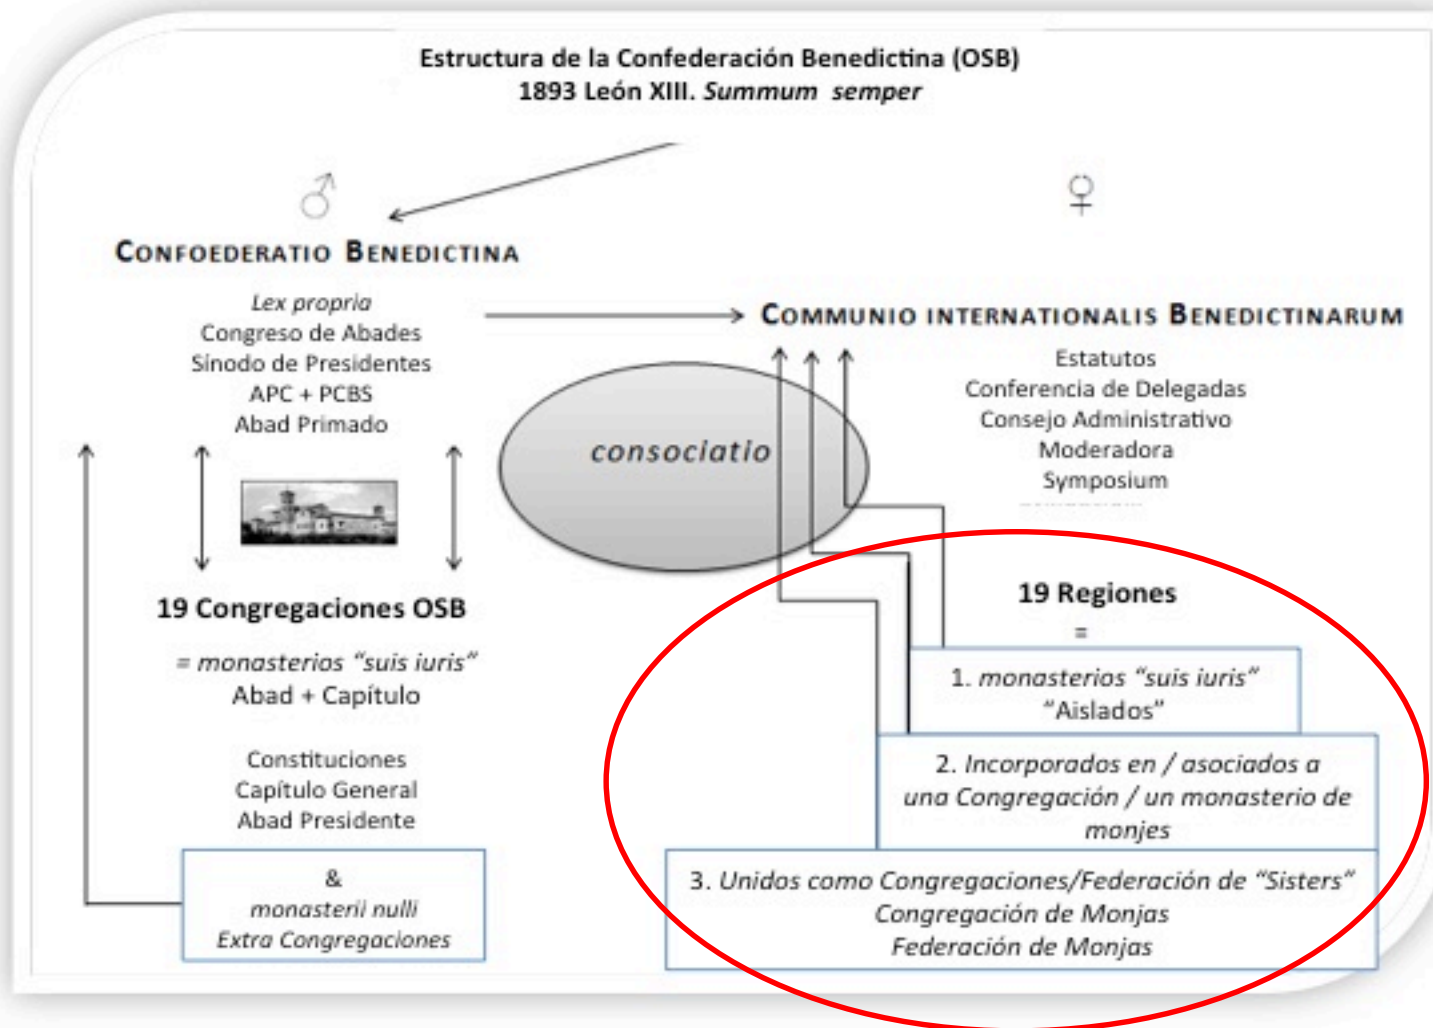 Estructura de la Confederación Benedictina (OSB)
1893 León XIII. Summum semper
CONFOEDERATIO BENEDICTINA
Lex propria
Congreso de Abades
Sínodo de Presidentes
APC + PCBS
Abad Primado
19 Congregaciones OSB
= monasterios “suis iuris”
Abad + Capítulo
Constituciones
Capítulo General
Abad Presidente
&
monasterii nulli
Extra Congregaciones
consociatio
COMMUNIO INTERNATIONALIS BENEDICTINARUM
Estatutos
Conferencia de Delegadas
Consejo Administrativo
Moderadora
Symposium
19 Regiones
=
1. monasterios “suis iuris”
“Aislados”
2. Incorporados en / asociados a
una Congregación / un monasterio de
monjes
3. Unidos como Congregaciones/Federación de “Sisters”
Congregación de Monjas
Federación de Monjas